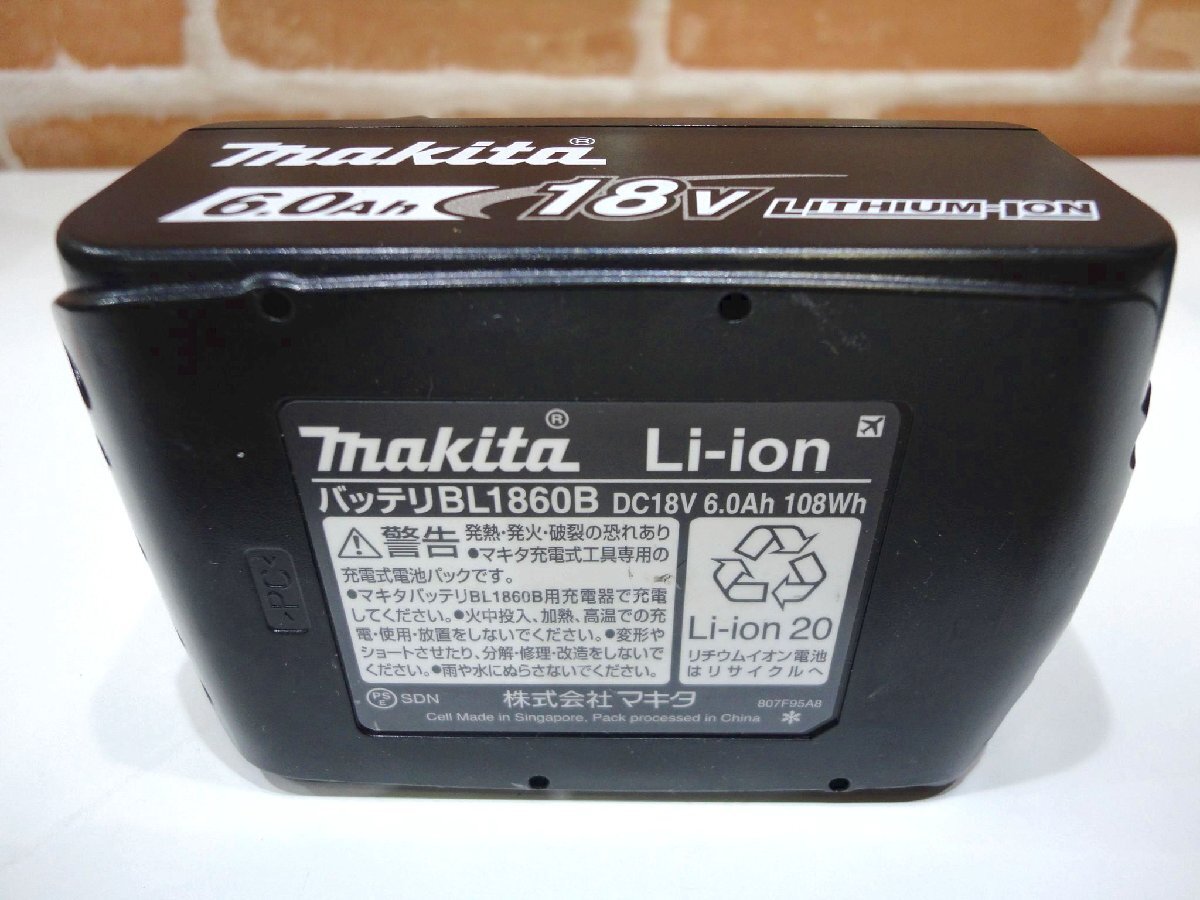 makita®
6.0Ah 18V LITHIUM-ION
makita® Li-ion
バッテリBL1860B DC18V 6.0Ah 108Wh
警告 発熱・発火・破裂の恐れあり
●マキタ充電式工具専用の
充電式電池パックです。
●マキタバッテリBL1860B用充電器で充電
してください。●火中投入、加熱、高温での充
電・使用・放置をしないでください。●変形や
ショートさせたり、分解・修理・改造をしないで
ください。●雨や水にぬらさないでください。
Li-ion 20
リチウムイオン電池
はリサイクルへ
PSE SDN 株式会社 マキタ 807F95A8
Cell Made in Singapore. Pack processed in China
>PC<